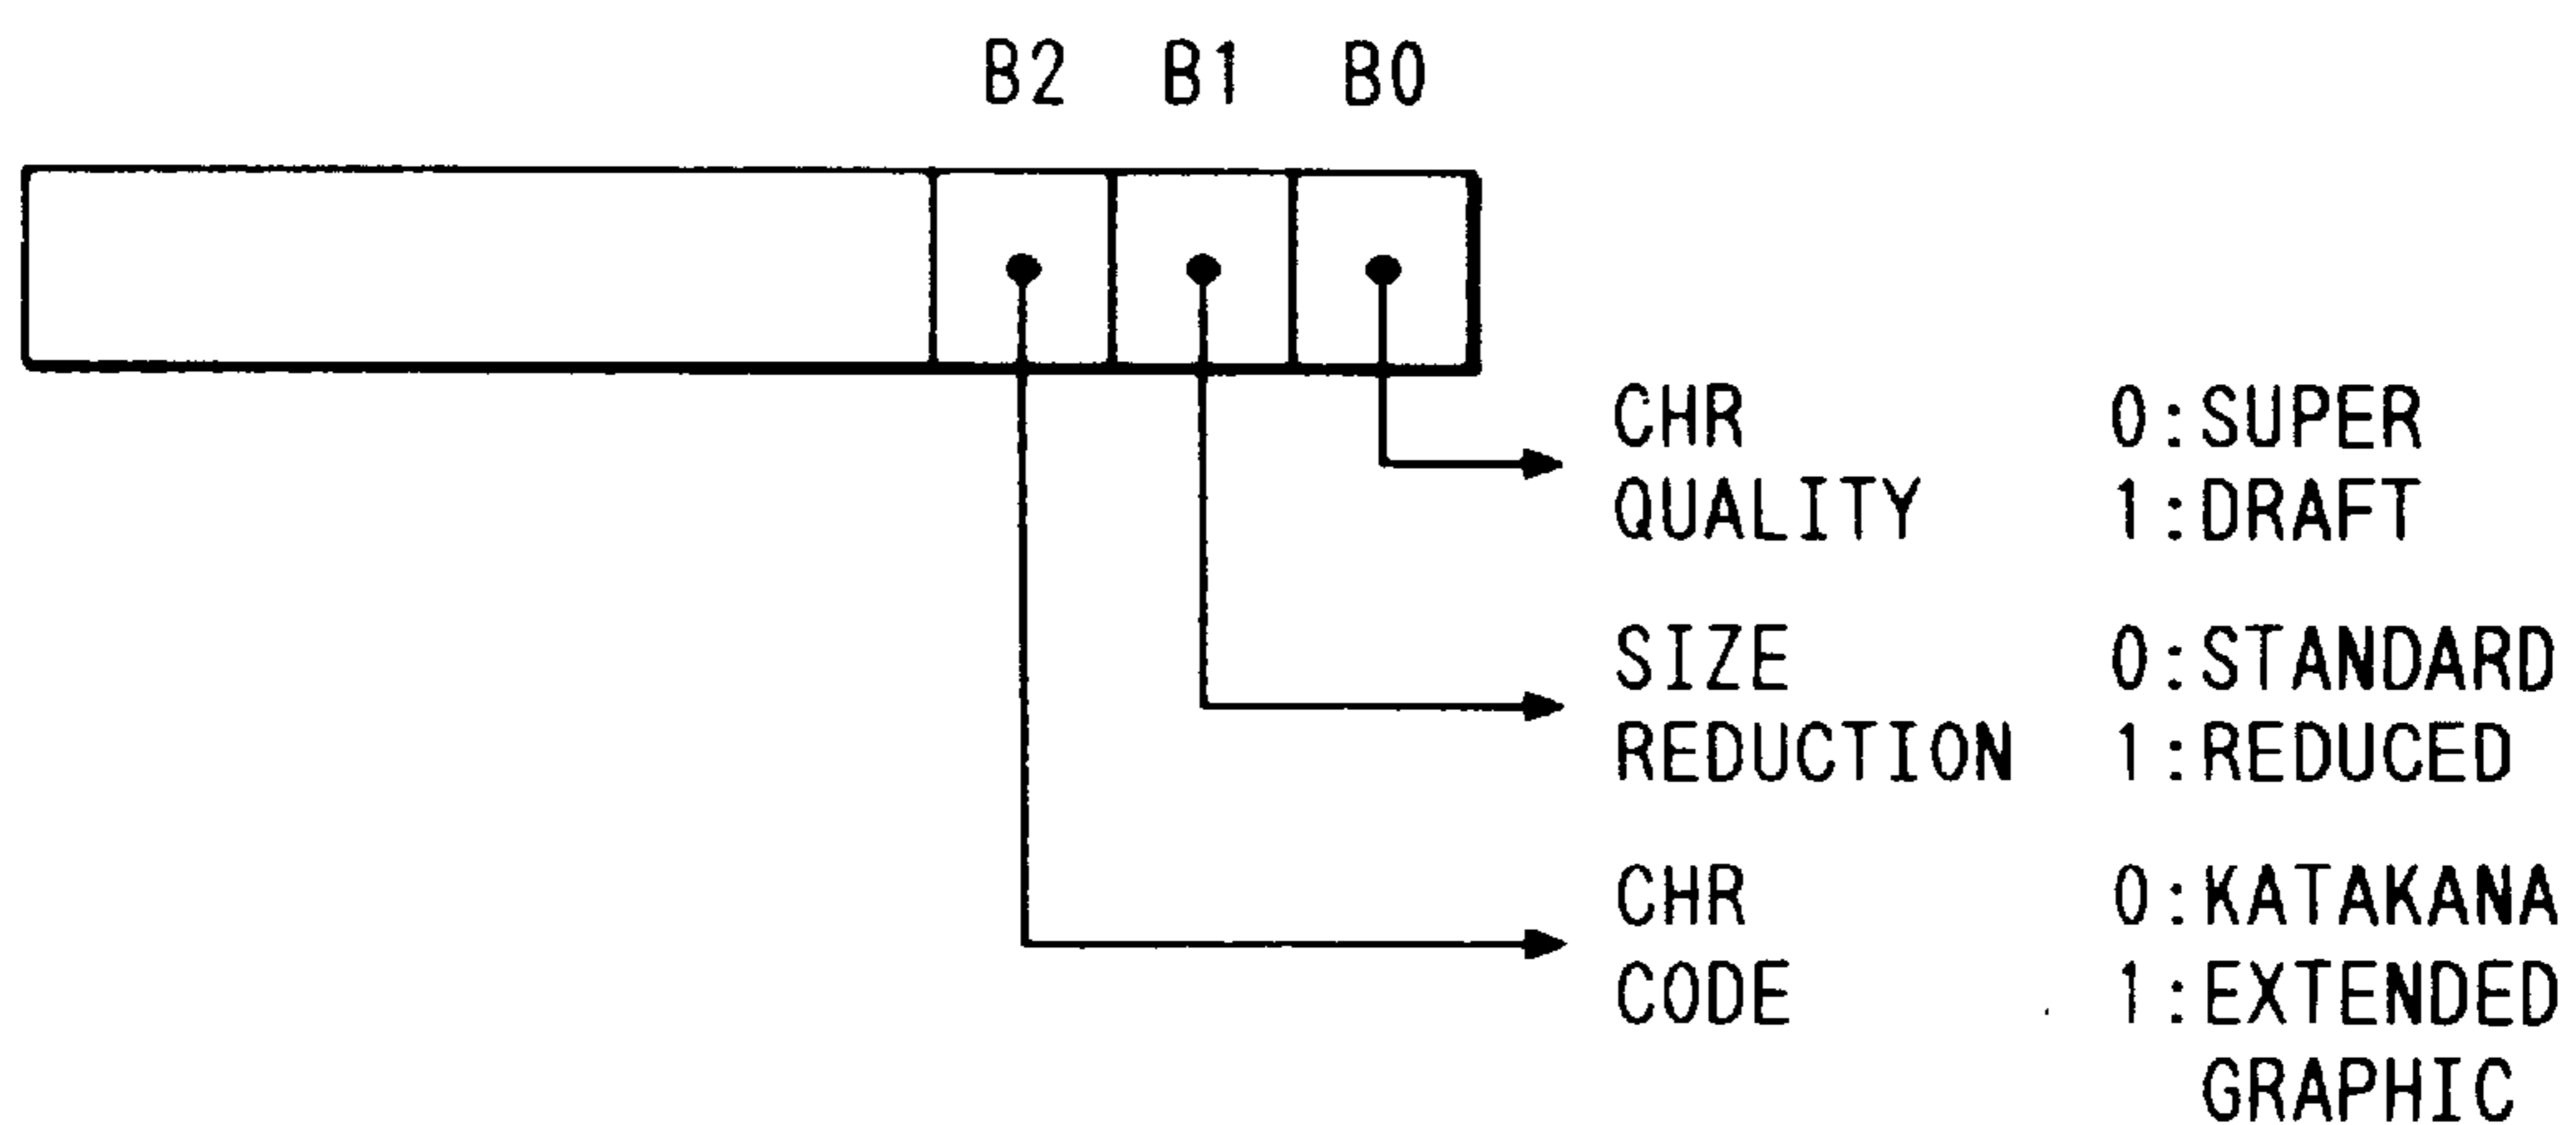 B2 B1 B0
CHR 0:SUPER
QUALITY 1:DRAFT
SIZE 0:STANDARD
REDUCTION 1:REDUCED
CHR 0:KATAKANA
CODE 1:EXTENDED
GRAPHIC